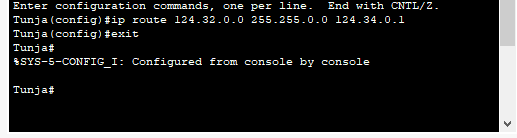 Enter configuration commands, one per line.  End with CNTL/Z.
Tunja(config)#ip route 124.32.0.0 255.255.0.0 124.34.0.1
Tunja(config)#exit
Tunja#
%SYS-5-CONFIG_I: Configured from console by console
Tunja#